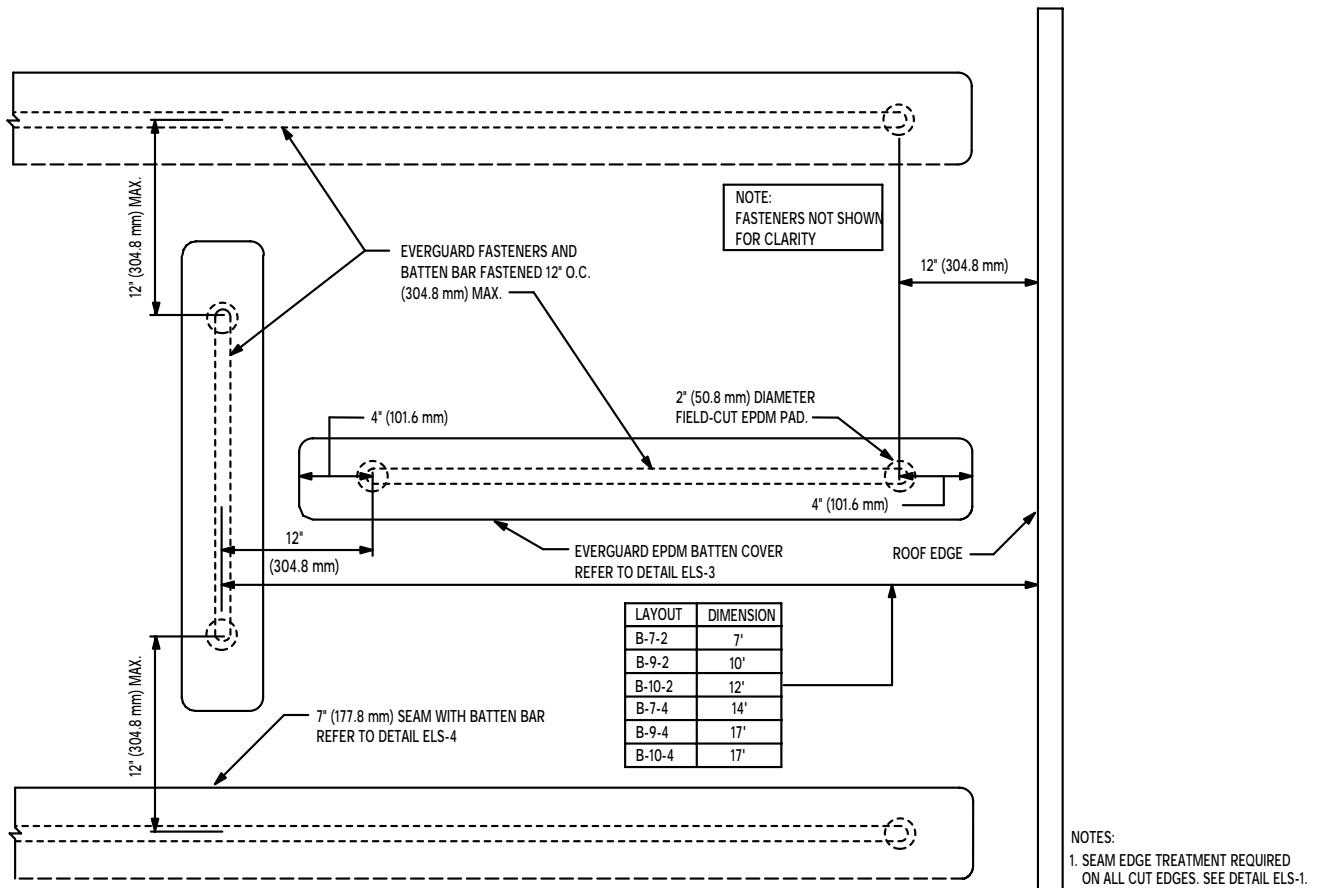 12" (304.8 mm) MAX.
NOTE:
FASTENERS NOT SHOWN
FOR CLARITY
EVERGUARD FASTENERS AND
BATTEN BAR FASTENED 12" O.C.
(304.8 mm) MAX.
12" (304.8 mm)
2" (50.8 mm) DIAMETER
FIELD-CUT EPDM PAD.
4" (101.6 mm)
4" (101.6 mm)
12"
(304.8 mm)
EVERGUARD EPDM BATTEN COVER
REFER TO DETAIL ELS-3
ROOF EDGE
LAYOUT DIMENSION
B-7-2 7'
B-9-2 10'
B-10-2 12'
B-7-4 14'
B-9-4 17'
B-10-4 17'
12" (304.8 mm) MAX.
7" (177.8 mm) SEAM WITH BATTEN BAR
REFER TO DETAIL ELS-4
NOTES:
1. SEAM EDGE TREATMENT REQUIRED
ON ALL CUT EDGES. SEE DETAIL ELS-1.